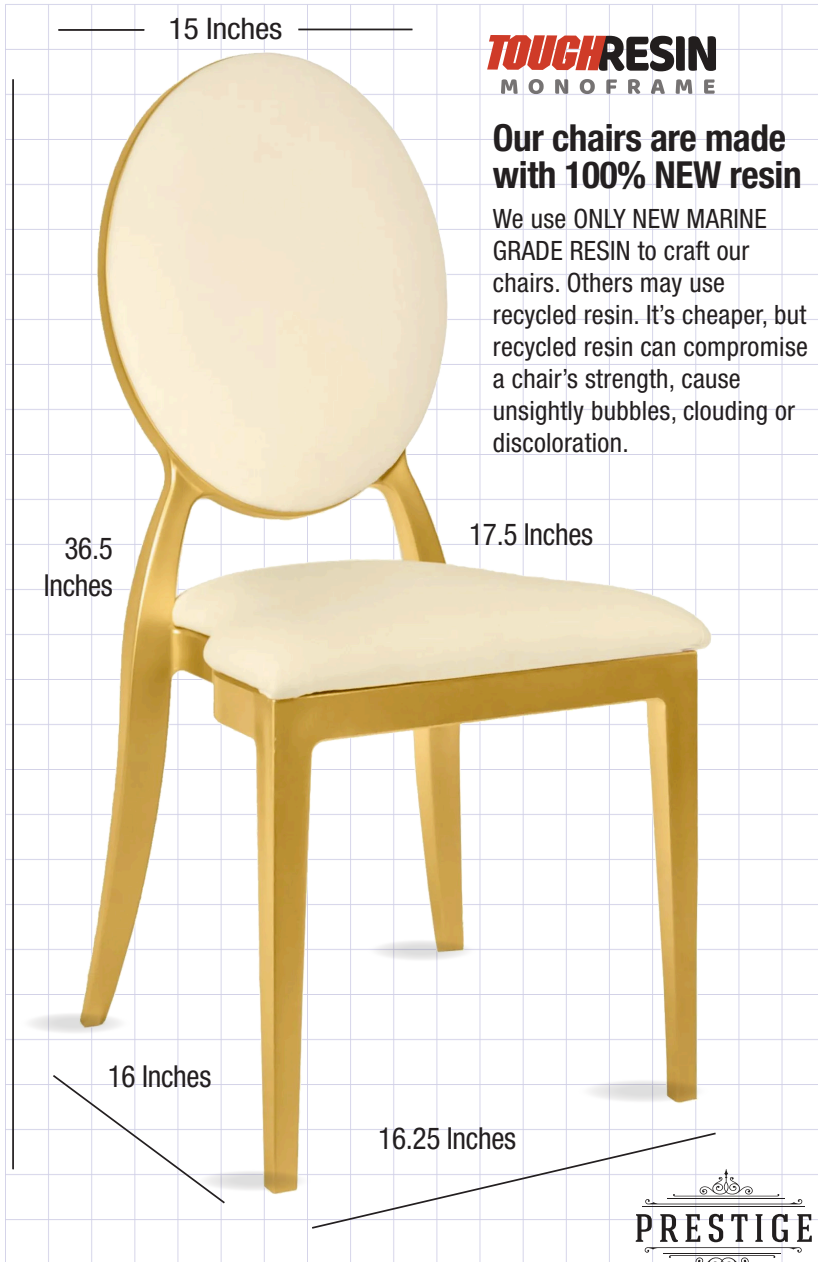 15 Inches
TOUGHRESIN
MONOFRAME
Our chairs are made
with 100% NEW resin
We use ONLY NEW MARINE
GRADE RESIN to craft our
chairs. Others may use
recycled resin. It’s cheaper, but
recycled resin can compromise
a chair’s strength, cause
unsightly bubbles, clouding or
discoloration.
17.5 Inches
36.5
Inches
16 Inches
16.25 Inches
PRESTIGE